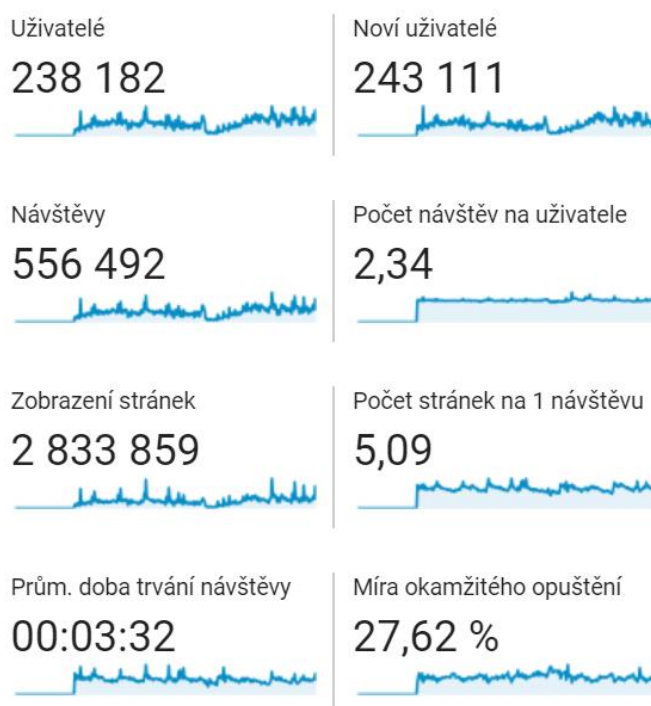 Uživatelé
238 182
Noví uživatelé
243 111
Návštěvy
556 492
Počet návštěv na uživatele
2,34
Zobrazení stránek
2 833 859
Počet stránek na 1 návštěvu
5,09
Prům. doba trvání návštěvy
00:03:32
Míra okamžitého opuštění
27,62 %